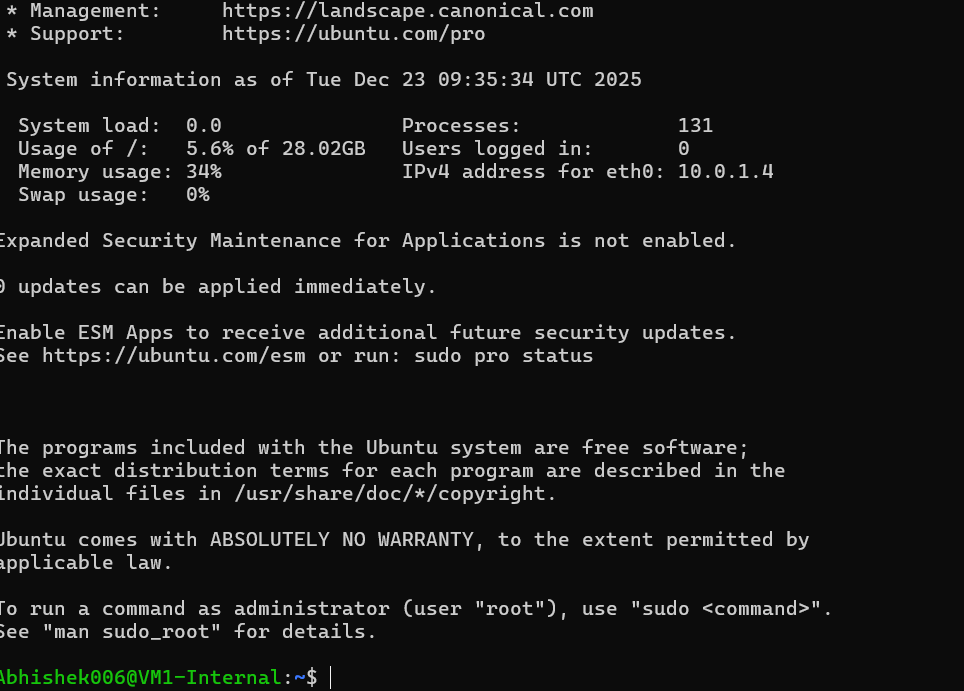 * Management:     https://landscape.canonical.com
* Support:        https://ubuntu.com/pro
System information as of Tue Dec 23 09:35:34 UTC 2025
System load:  0.0               Processes:             131
Usage of /:   5.6% of 28.02GB   Users logged in:       0
Memory usage: 34%               IPv4 address for eth0: 10.0.1.4
Swap usage:   0%
Expanded Security Maintenance for Applications is not enabled.
0 updates can be applied immediately.
Enable ESM Apps to receive additional future security updates.
See https://ubuntu.com/esm or run: sudo pro status
The programs included with the Ubuntu system are free software;
the exact distribution terms for each program are described in the
individual files in /usr/share/doc/*/copyright.
Ubuntu comes with ABSOLUTELY NO WARRANTY, to the extent permitted by
applicable law.
To run a command as administrator (user "root"), use "sudo <command>".
See "man sudo_root" for details.
Abhishek006@VM1-Internal:~$